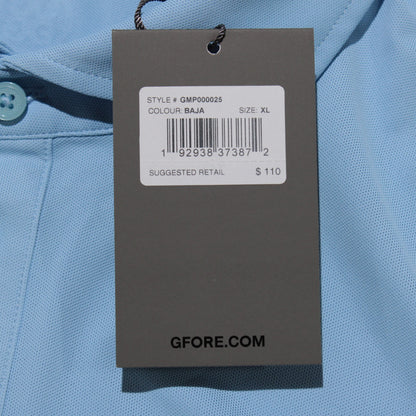 STYLE # GMP000025
COLOUR: BAJA SIZE: XL
1 92938 37387 2
SUGGESTED RETAIL $ 110
GFORE.COM